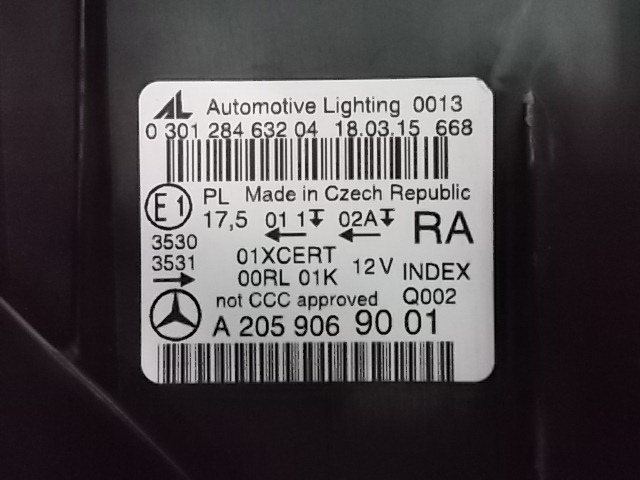 AL Automotive Lighting 0013
0 301 284 632 04 18.03.15 668
E1 PL Made in Czech Republic
17,5 01 1 02A RA
3530
3531
01XCERT
00RL 01K 12V INDEX
not CCC approved Q002
A 205 906 90 01